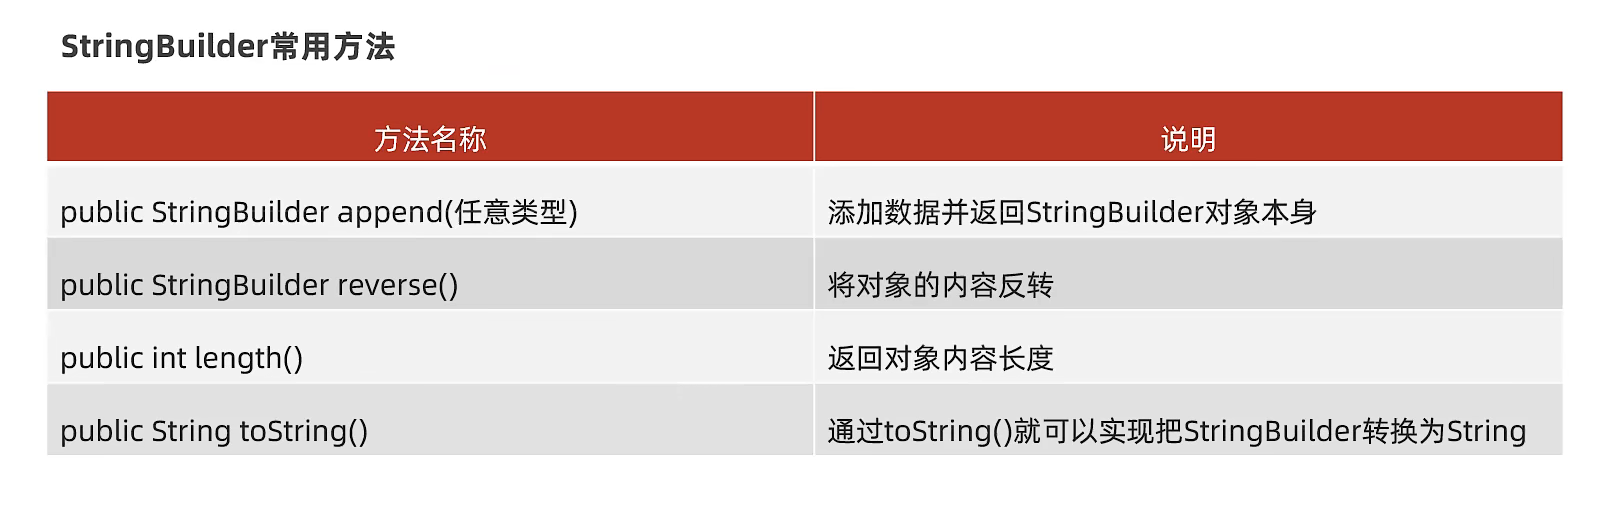 StringBuilder常用方法
方法名称 说明
public StringBuilder append(任意类型) 添加数据并返回StringBuilder对象本身
public StringBuilder reverse() 将对象的内容反转
public int length() 返回对象内容长度
public String toString() 通过toString()就可以实现把StringBuilder转换为String